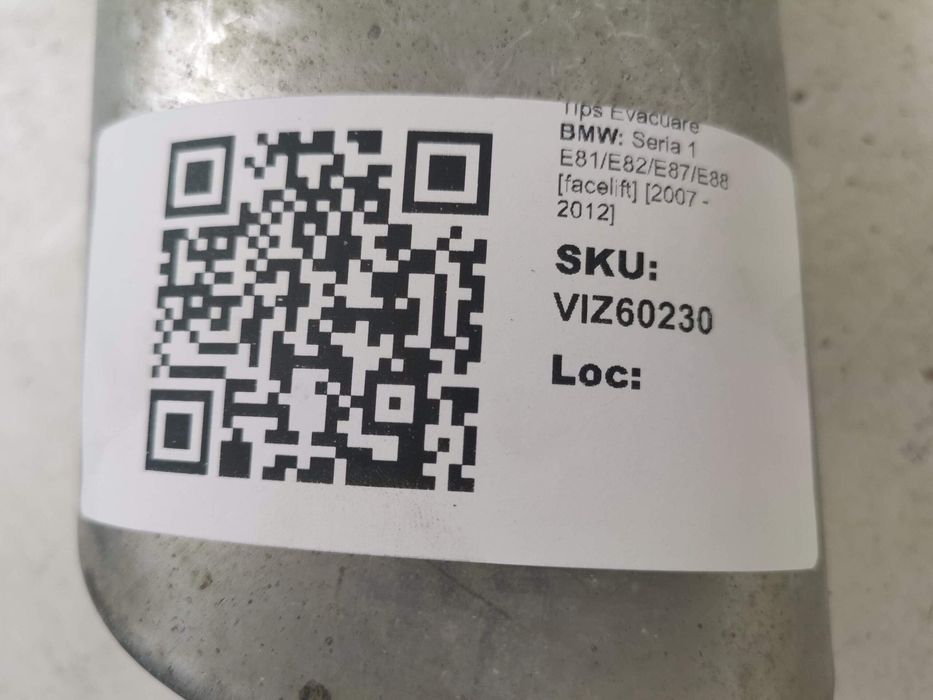 Tips Evacuare
BMW: Seria 1
E81/E82/E87/E88
[facelift] [2007 -
2012]
SKU:
VIZ60230
Loc: